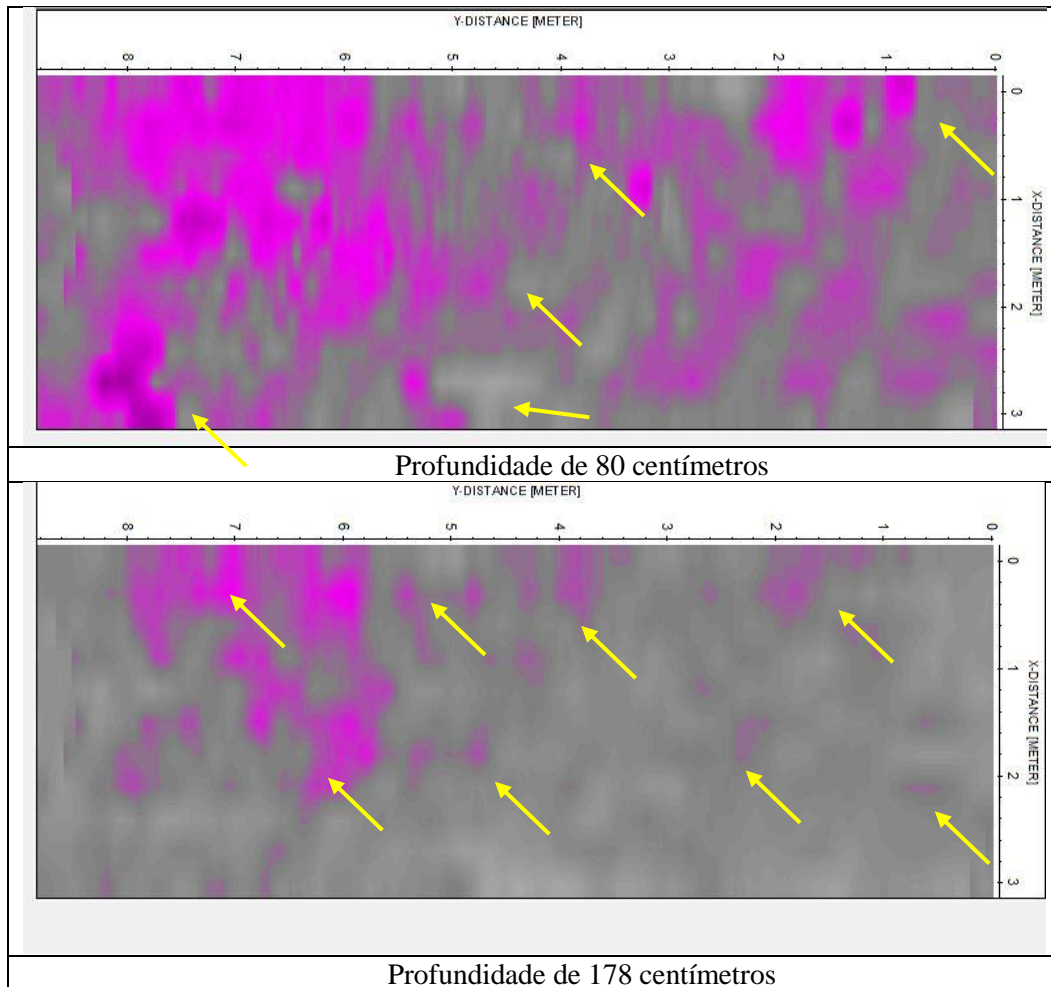 Y-DISTANCE [METER]
8 7 6 5 4 3 2 1 0
0
1
X-DISTANCE [METER]
2
3
Profundidade de 80 centímetros
Y-DISTANCE [METER]
8 7 6 5 4 3 2 1 0
0
1
X-DISTANCE [METER]
2
3
Profundidade de 178 centímetros